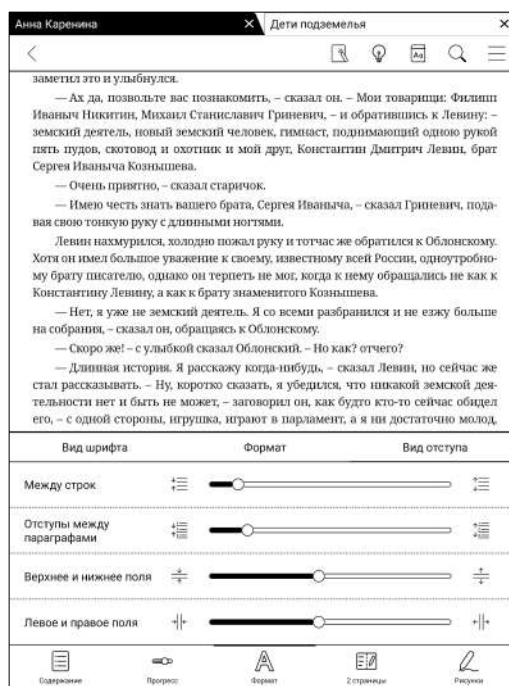 Анна Каренина
Дети подземелья
Aa
заметил это и улыбнулся.
— Ах да, позвольте вас познакомить, – сказал он. – Мои товарищи: Филипп
Иваныч Никитин, Михаил Станиславич Гриневич, – и обратившись к Левину: –
земский деятель, новый земский человек, гимнаст, поднимающий одною рукой
пять пудов, скотовод и охотник и мой друг, Константин Дмитрич Левин, брат
Сергея Иваныча Кознышева.
— Очень приятно, – сказал старичок.
— Имею честь знать вашего брата, Сергея Иваныча, – сказал Гриневич, пода-
вая свою тонкую руку с длинными ногтями.
Левин нахмурился, холодно пожал руку и тотчас же обратился к Облонскому.
Хотя он имел большое уважение к своему, известному всей России, одноутробно-
му брату писателю, однако он терпеть не мог, когда к нему обращались не как к
Константину Левину, а как к брату знаменитого Кознышева.
— Нет, я уже не земский деятель. Я со всеми разбранился и не езжу больше
на собрания, – сказал он, обращаясь к Облонскому.
— Скоро же! – с улыбкой сказал Облонский. – Но как? отчего?
— Длинная история. Я расскажу когда-нибудь, – сказал Левин, но сейчас же
стал рассказывать. – Ну, коротко сказать, я убедился, что никакой земской дея-
тельности нет и быть не может, – заговорил он, как будто кто-то сейчас обидел
его, – с одной стороны, игрушка, играют в парламент, а я ни достаточно молод,
Вид шрифта
Формат
Вид отступа
Между строк
Отступы между
параграфами
Верхнее и нижнее поля
Левое и правое поля
Содержание
Прогресс
Формат
2 страницы
Рисунки